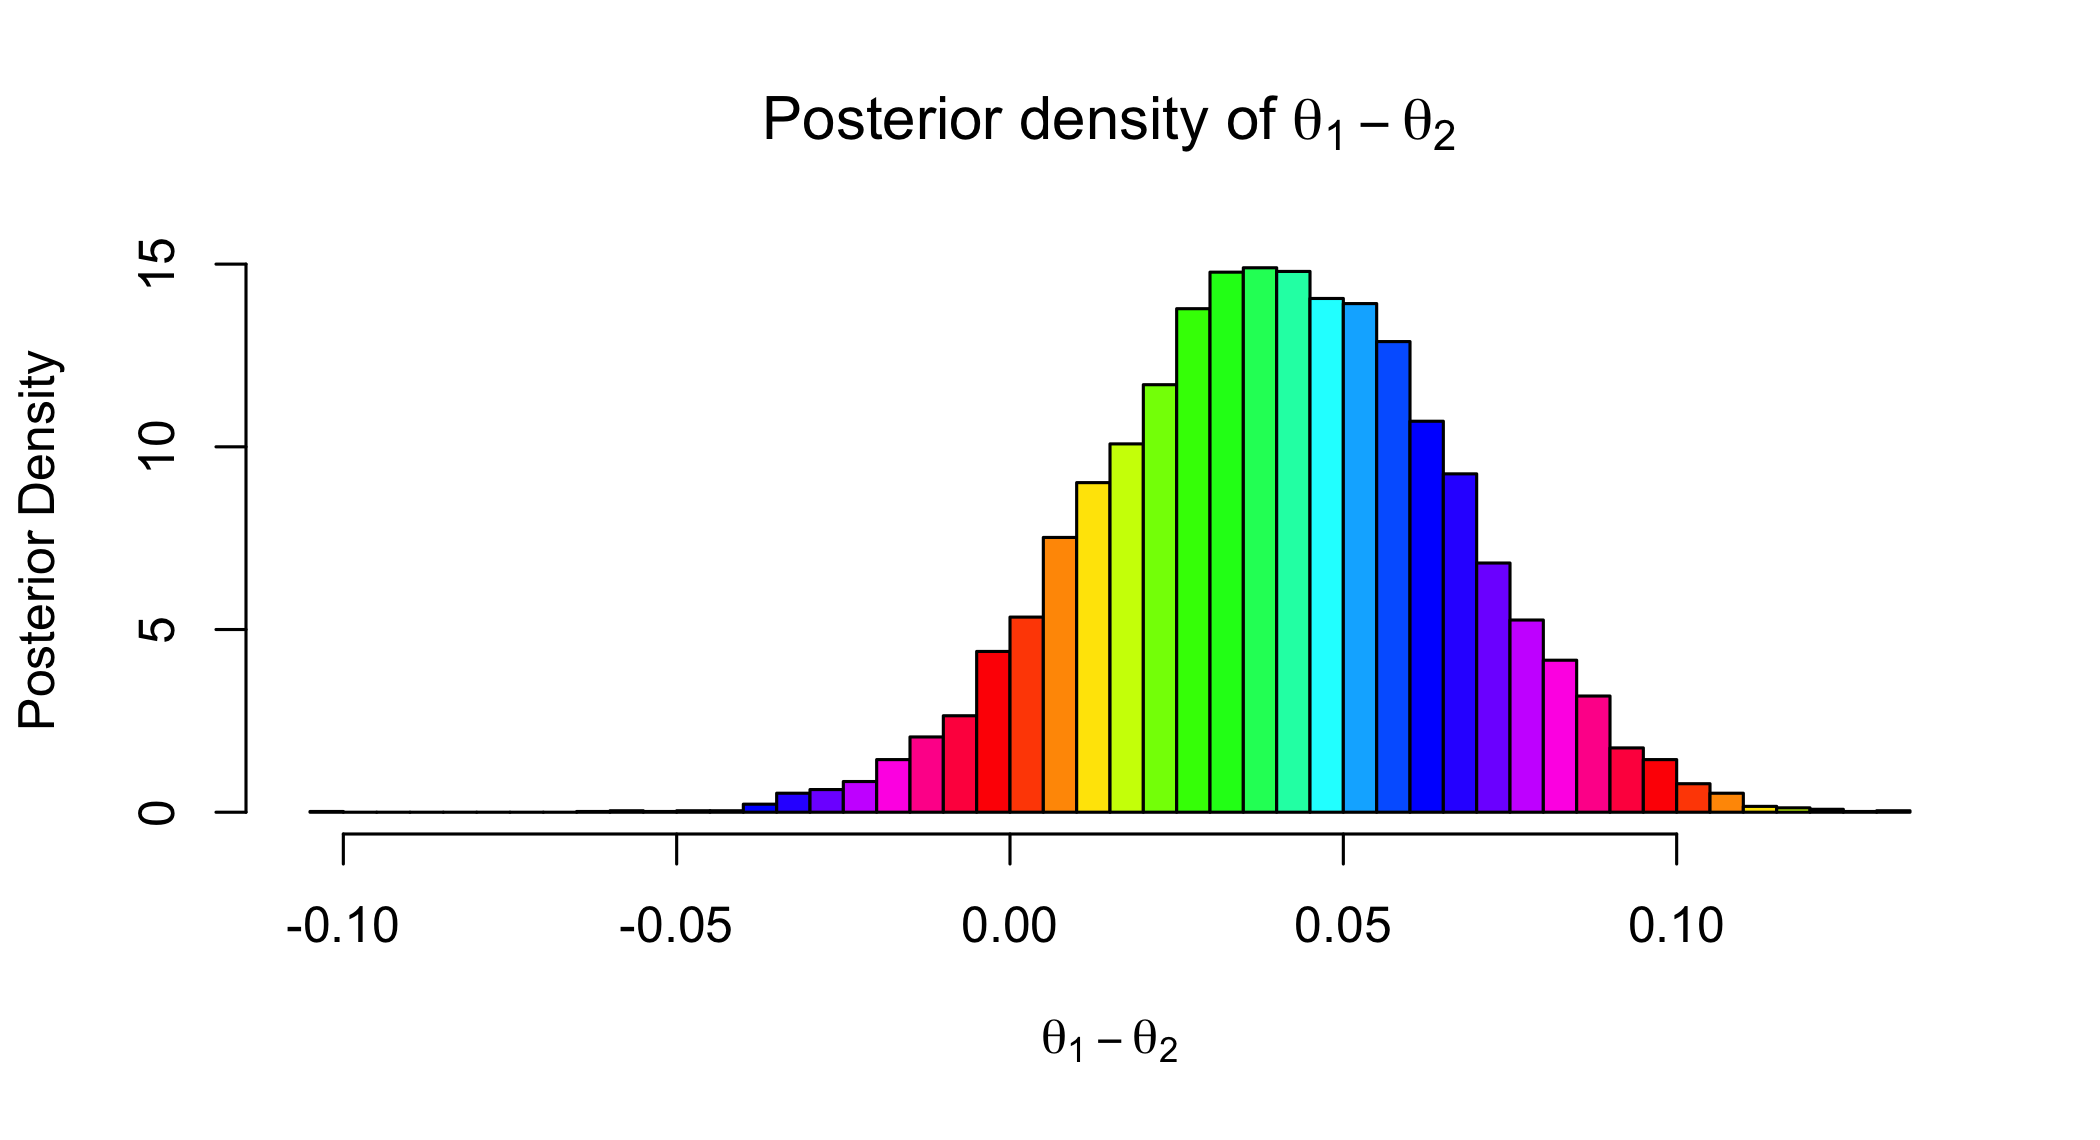 Posterior density of θ₁ – θ₂
Posterior Density
15
10
5
0
-0.10 -0.05 0.00 0.05 0.10
θ₁ – θ₂